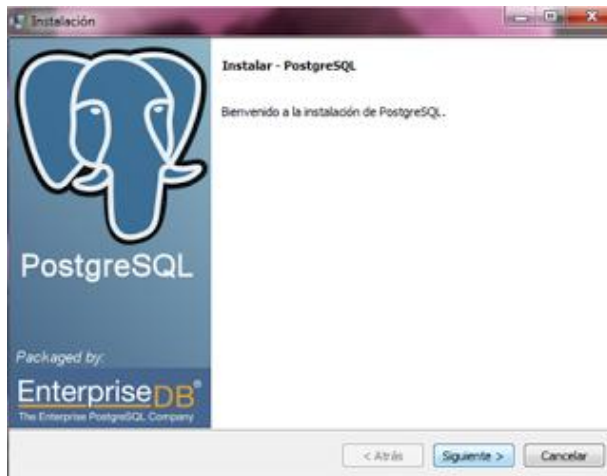 Instalación
Instalar - PostgreSQL
Bienvenido a la instalación de PostgreSQL.
PostgreSQL
Packaged by:
EnterpriseDB®
The Enterprise PostgreSQL Company
< Atrás
Siguiente >
Cancelar